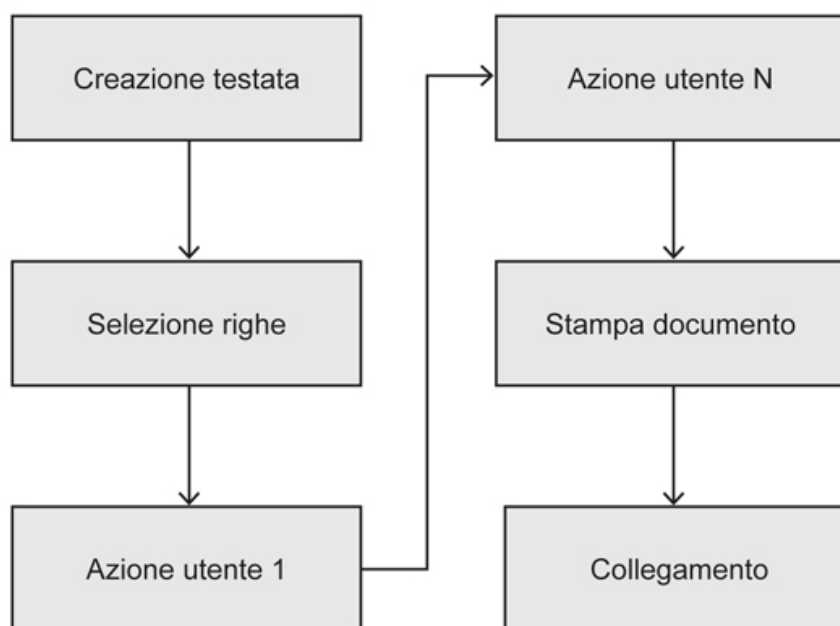 Creazione testata
Selezione righe
Azione utente 1
Azione utente N
Stampa documento
Collegamento